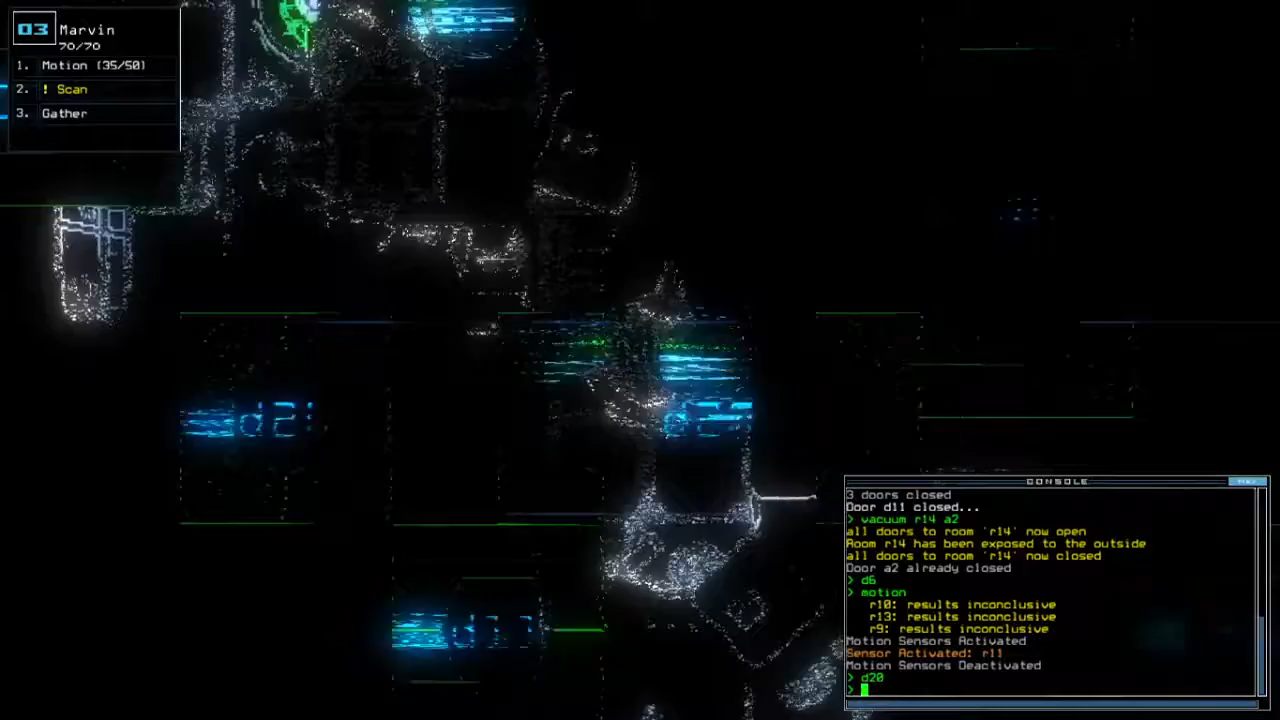 03 Marvin
70/70
1. Motion (35/50)
2. ! Scan
3. Gather
d2
d17
CONSOLE
3 doors closed
Door d11 closed...
> vacuum r14 a2
all doors to room 'r14' now open
Room r14 has been exposed to the outside
all doors to room 'r14' now closed
Door a2 already closed
> d6
> motion
r10: results inconclusive
r13: results inconclusive
r9: results inconclusive
Motion Sensors Activated
Sensor Activated: r11
Motion Sensors Deactivated
> d20
>